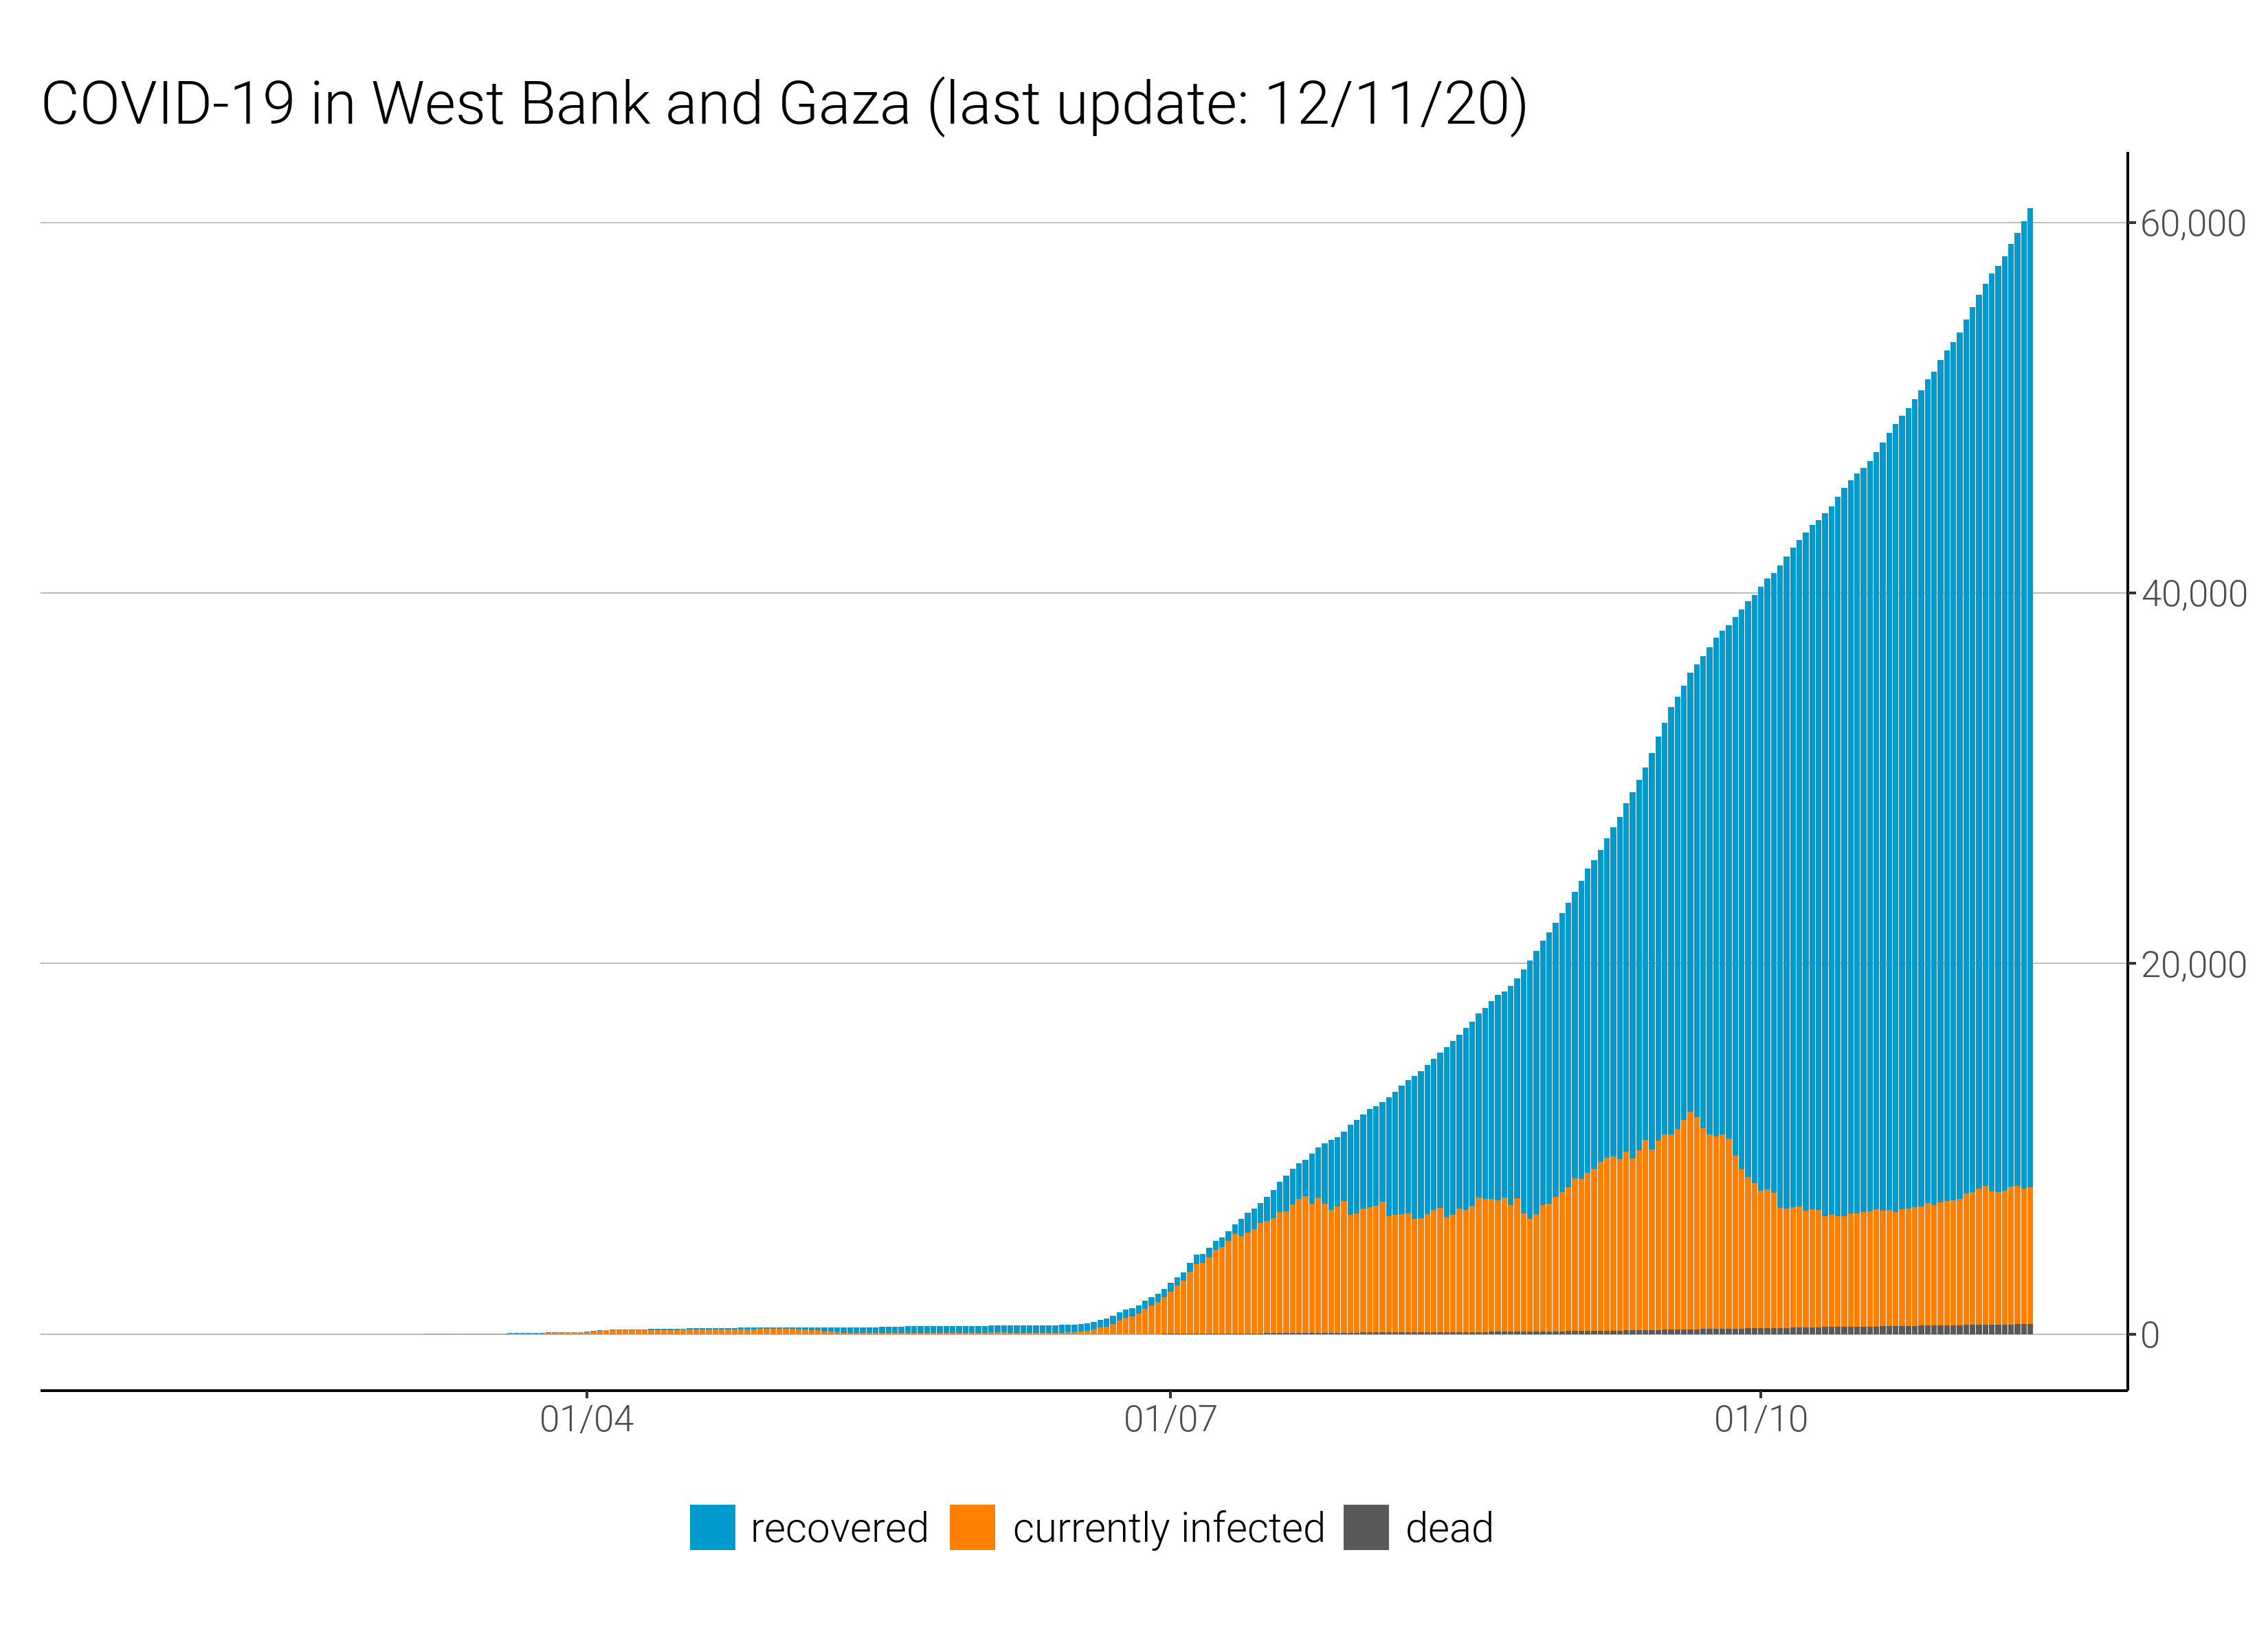 COVID-19 in West Bank and Gaza (last update: 12/11/20)
60,000
40,000
20,000
0
01/04 01/07 01/10
recovered currently infected dead